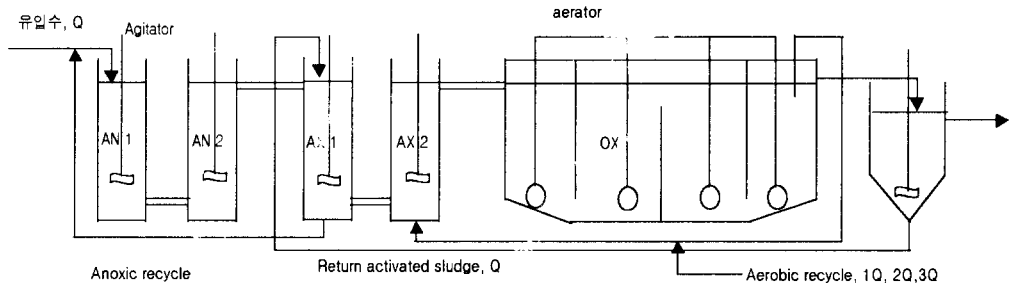 유입수, Q
Agitator
aerator
AN 1
AN 2
AX 1
AX 2
OX
Anoxic recycle
Return activated sludge, Q
Aerobic recycle, 1Q, 2Q,3Q